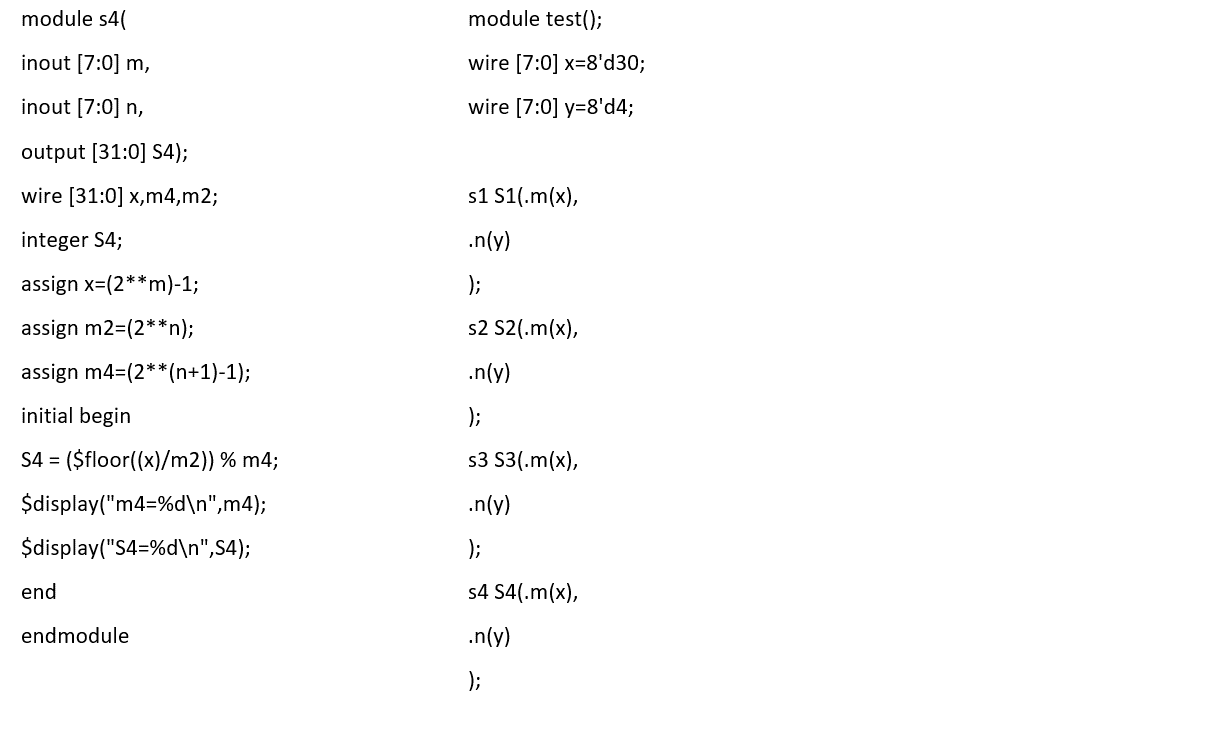 module s4(
inout [7:0] m,
inout [7:0] n,
output [31:0] S4);
wire [31:0] x,m4,m2;
integer S4;
assign x=(2**m)-1;
assign m2=(2**n);
assign m4=(2**(n+1)-1);
initial begin
S4 = ($floor((x)/m2)) % m4;
$display("m4=%d\n",m4);
$display("S4=%d\n",S4);
end
endmodule
module test();
wire [7:0] x=8'd30;
wire [7:0] y=8'd4;
s1 S1(.m(x),
.n(y)
);
s2 S2(.m(x),
.n(y)
);
s3 S3(.m(x),
.n(y)
);
s4 S4(.m(x),
.n(y)
);